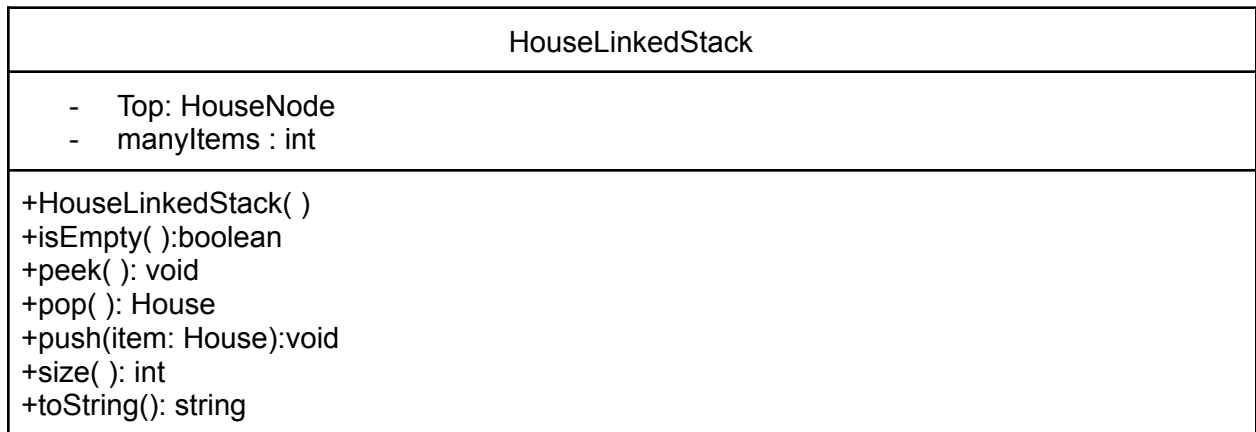 HouseLinkedStack
- Top: HouseNode
- manyItems : int
+HouseLinkedStack( )
+isEmpty( ):boolean
+peek( ): void
+pop( ): House
+push(item: House):void
+size( ): int
+toString(): string